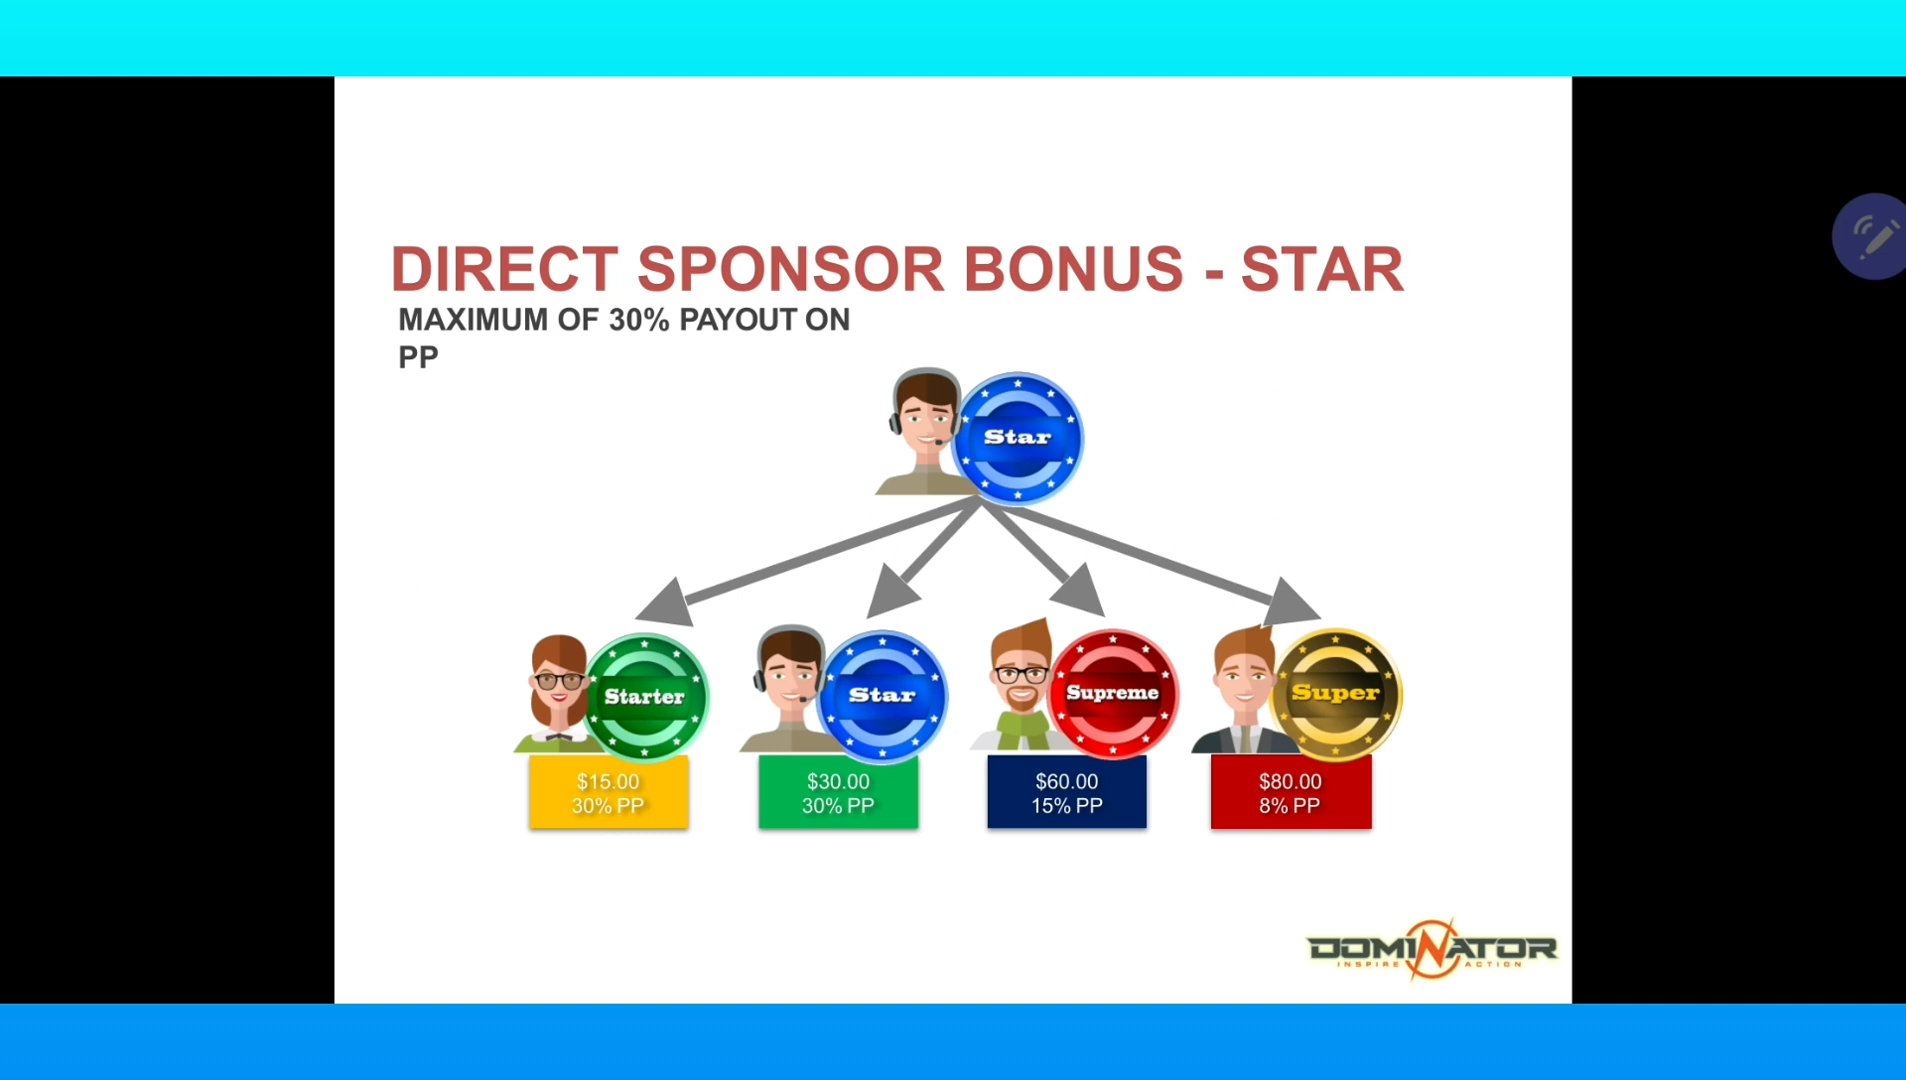 DIRECT SPONSOR BONUS - STAR
MAXIMUM OF 30% PAYOUT ON
PP
Star
Starter
Star
Supreme
Super
$15.00
30% PP
$30.00
30% PP
$60.00
15% PP
$80.00
8% PP
DOMINATOR
INSPIRE ACTION